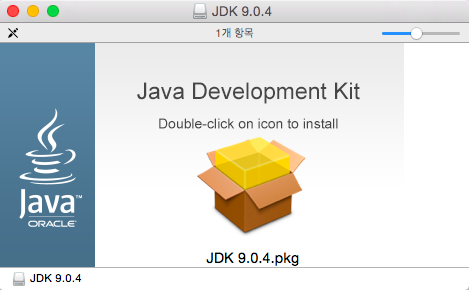 JDK 9.0.4
1개 항목
Java Development Kit
Double-click on icon to install
Java™
ORACLE
JDK 9.0.4.pkg
JDK 9.0.4